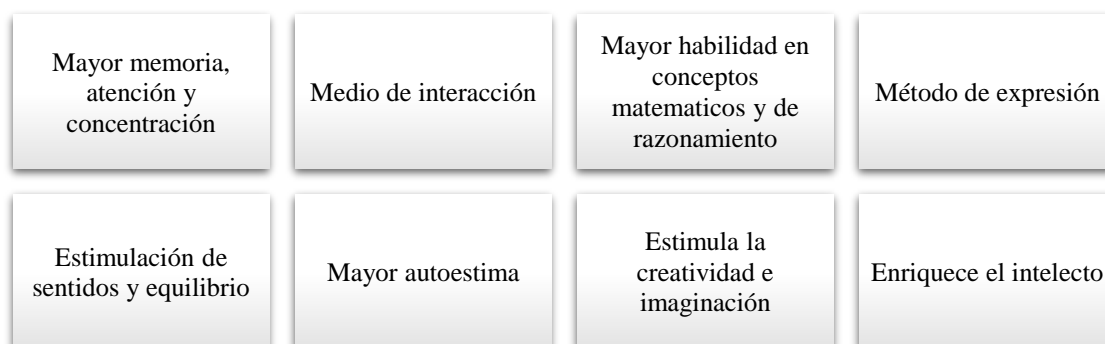 Mayor memoria,
atención y
concentración
Medio de interacción
Mayor habilidad en
conceptos
matematicos y de
razonamiento
Método de expresión
Estimulación de
sentidos y equilibrio
Mayor autoestima
Estimula la
creatividad e
imaginación
Enriquece el intelecto